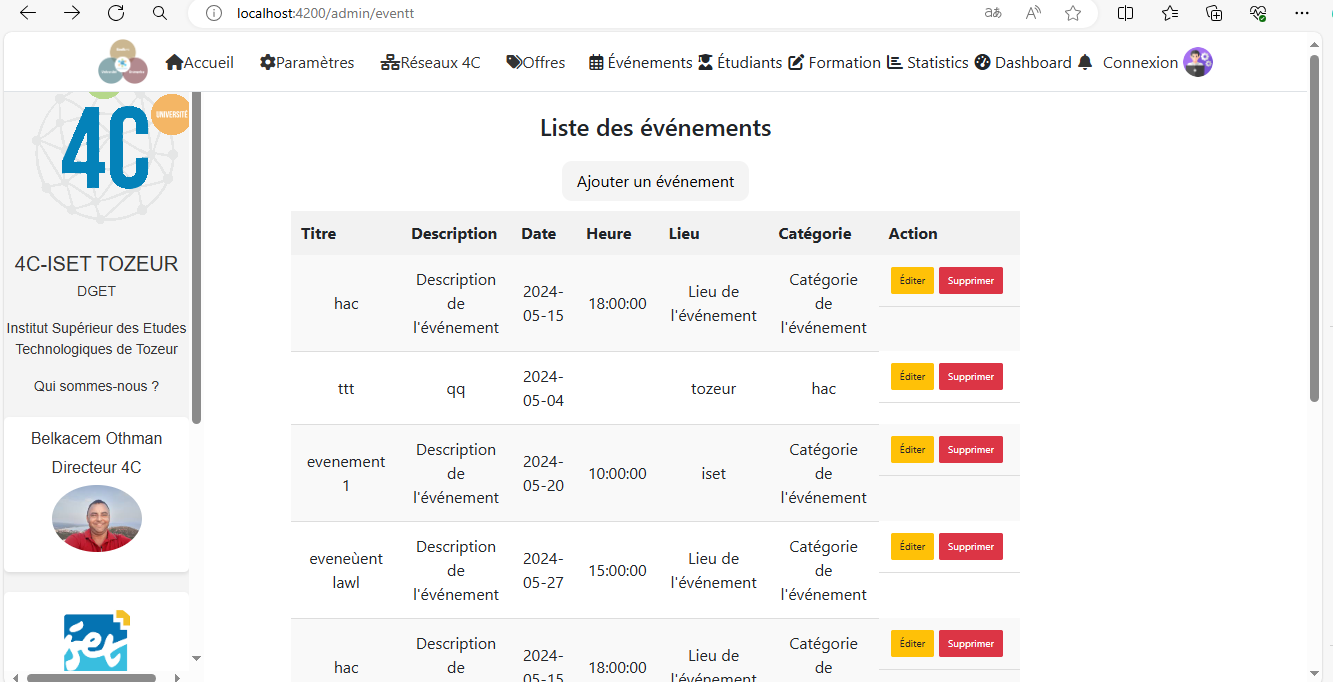 localhost:4200/admin/eventt
Accueil Paramètres Réseaux 4C Offres Événements Étudiants Formation Statistics Dashboard Connexion
UNIVERSITÉ
4C
4C-ISET TOZEUR
DGET
Institut Supérieur des Etudes
Technologiques de Tozeur
Qui sommes-nous ?
Belkacem Othman
Directeur 4C
iset
Liste des événements
Ajouter un événement
Titre Description Date Heure Lieu Catégorie Action
hac Description de l'événement 2024-05-15 18:00:00 Lieu de l'événement Catégorie de l'événement Éditer Supprimer
ttt qq 2024-05-04 tozeur hac Éditer Supprimer
evenement 1 Description de l'événement 2024-05-20 10:00:00 iset Catégorie de l'événement Éditer Supprimer
eveneùent lawl Description de l'événement 2024-05-27 15:00:00 Lieu de l'événement Catégorie de l'événement Éditer Supprimer
hac Description de 2024-05-15 18:00:00 Lieu de l'événement Catégorie de Éditer Supprimer